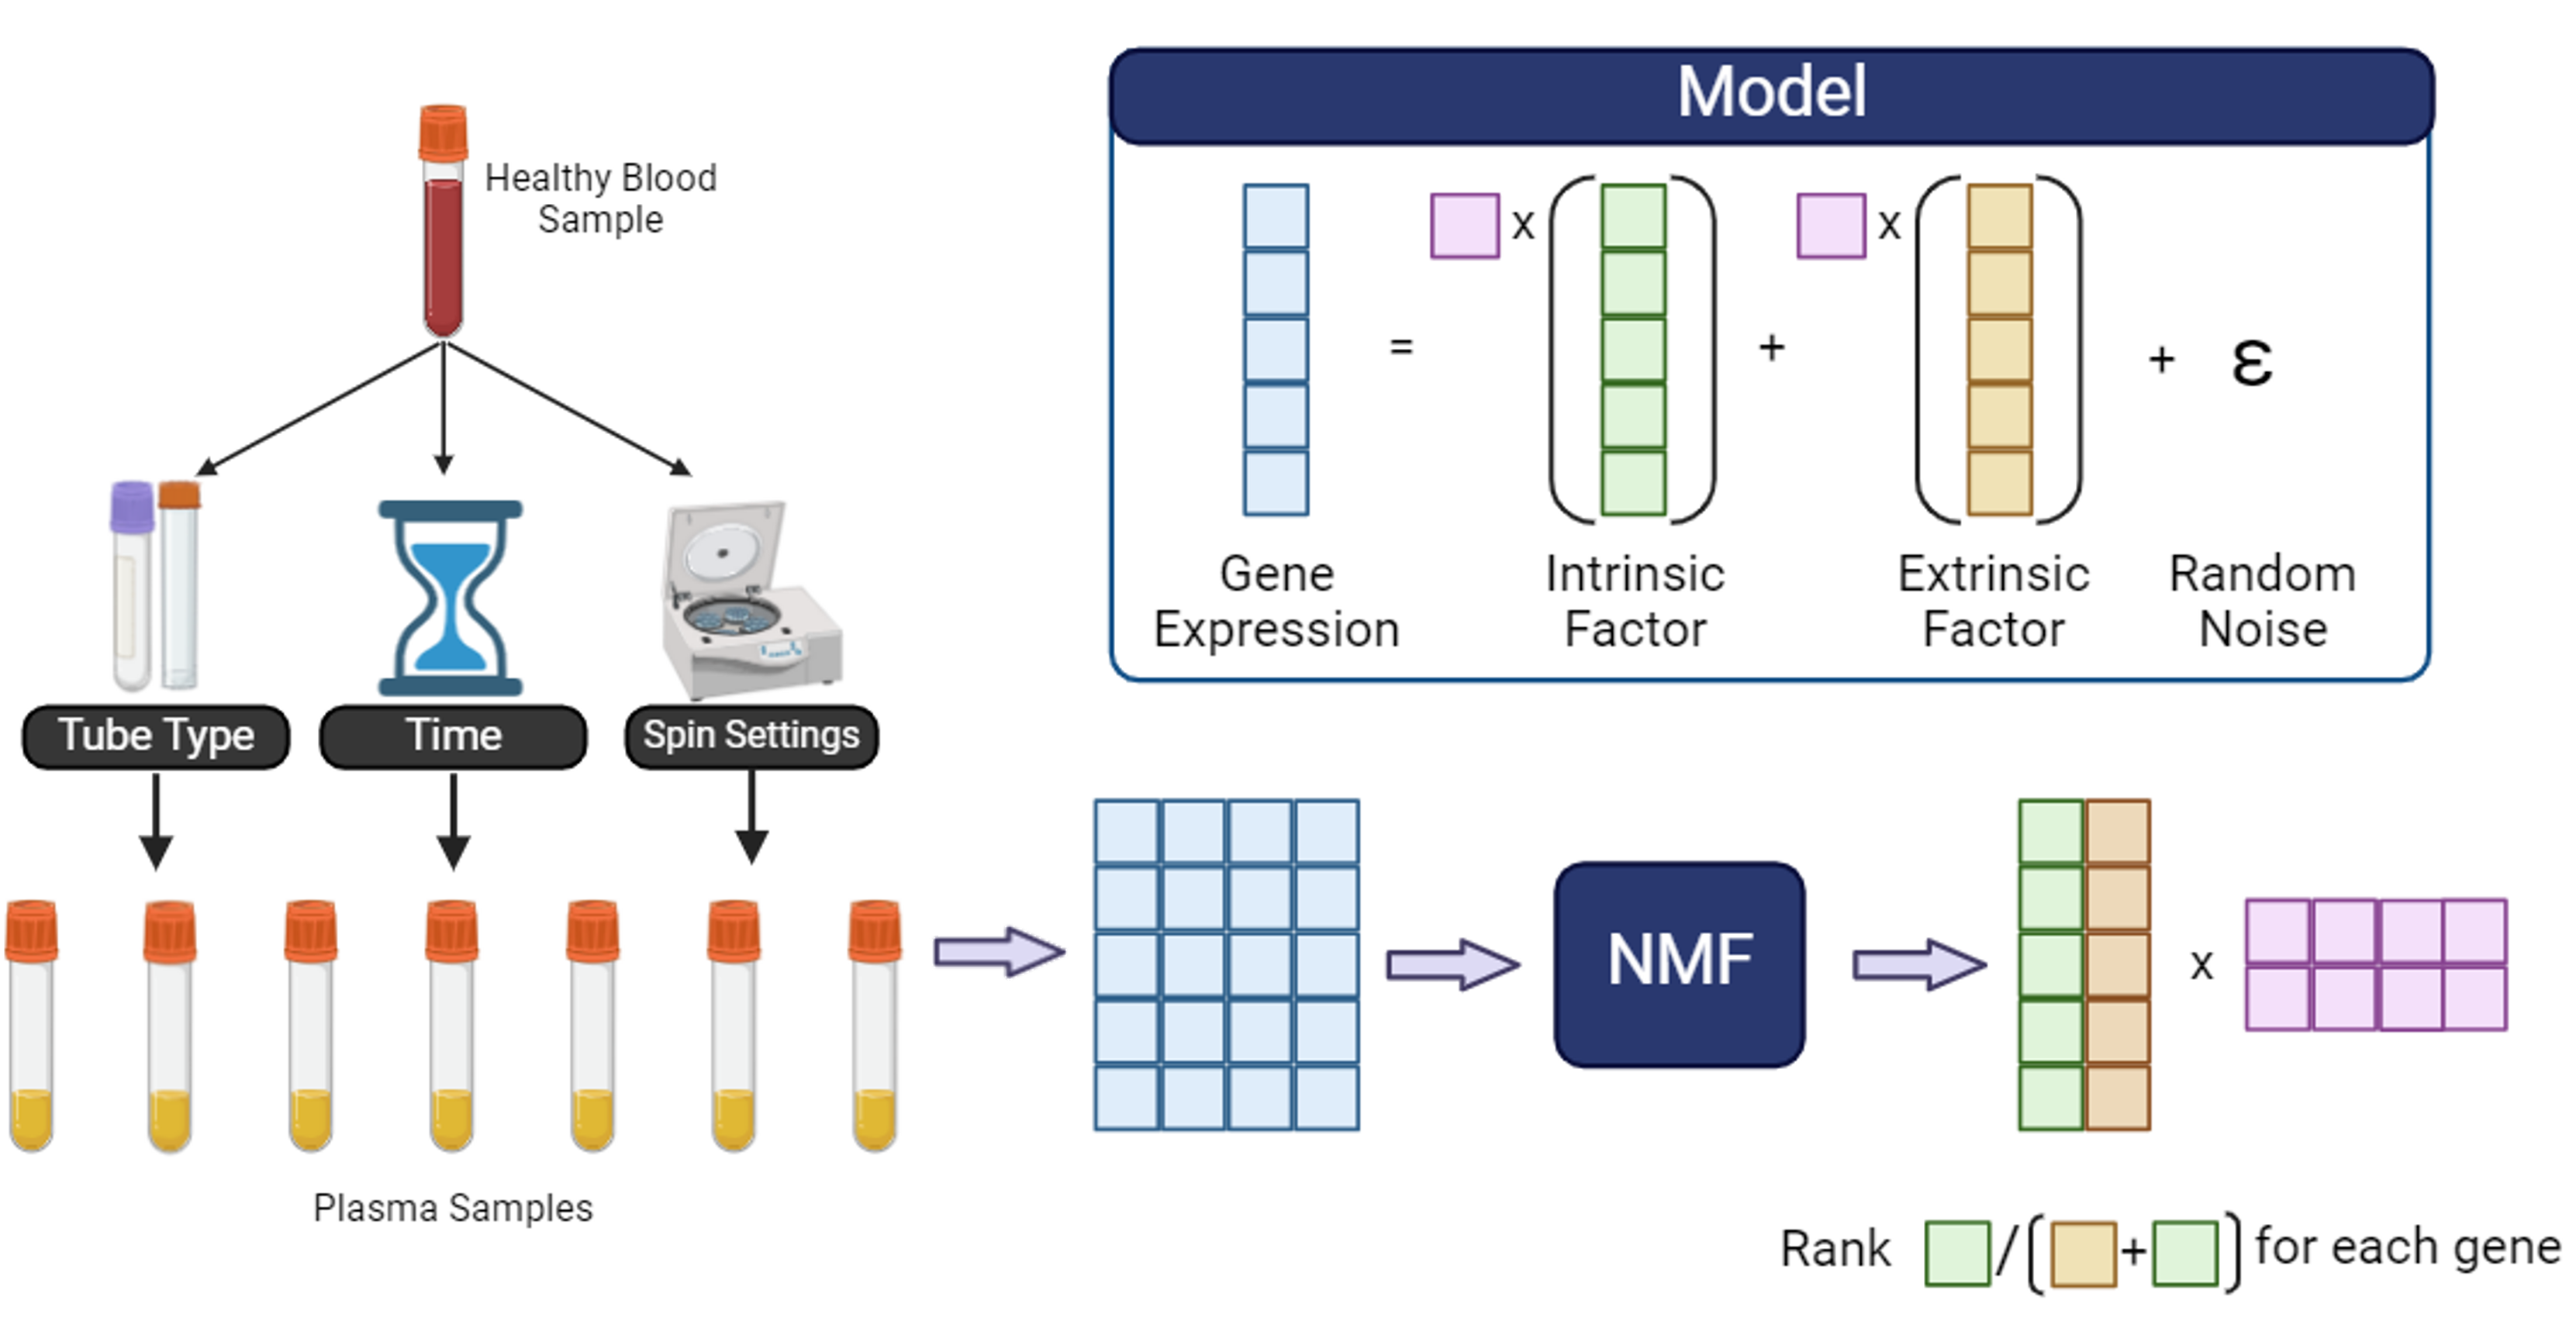 Healthy Blood
Sample
Tube Type
Time
Spin Settings
Plasma Samples
Model
x
x
=
+
+ ε
Gene
Expression
Intrinsic
Factor
Extrinsic
Factor
Random
Noise
NMF
x
Rank / ( + ) for each gene